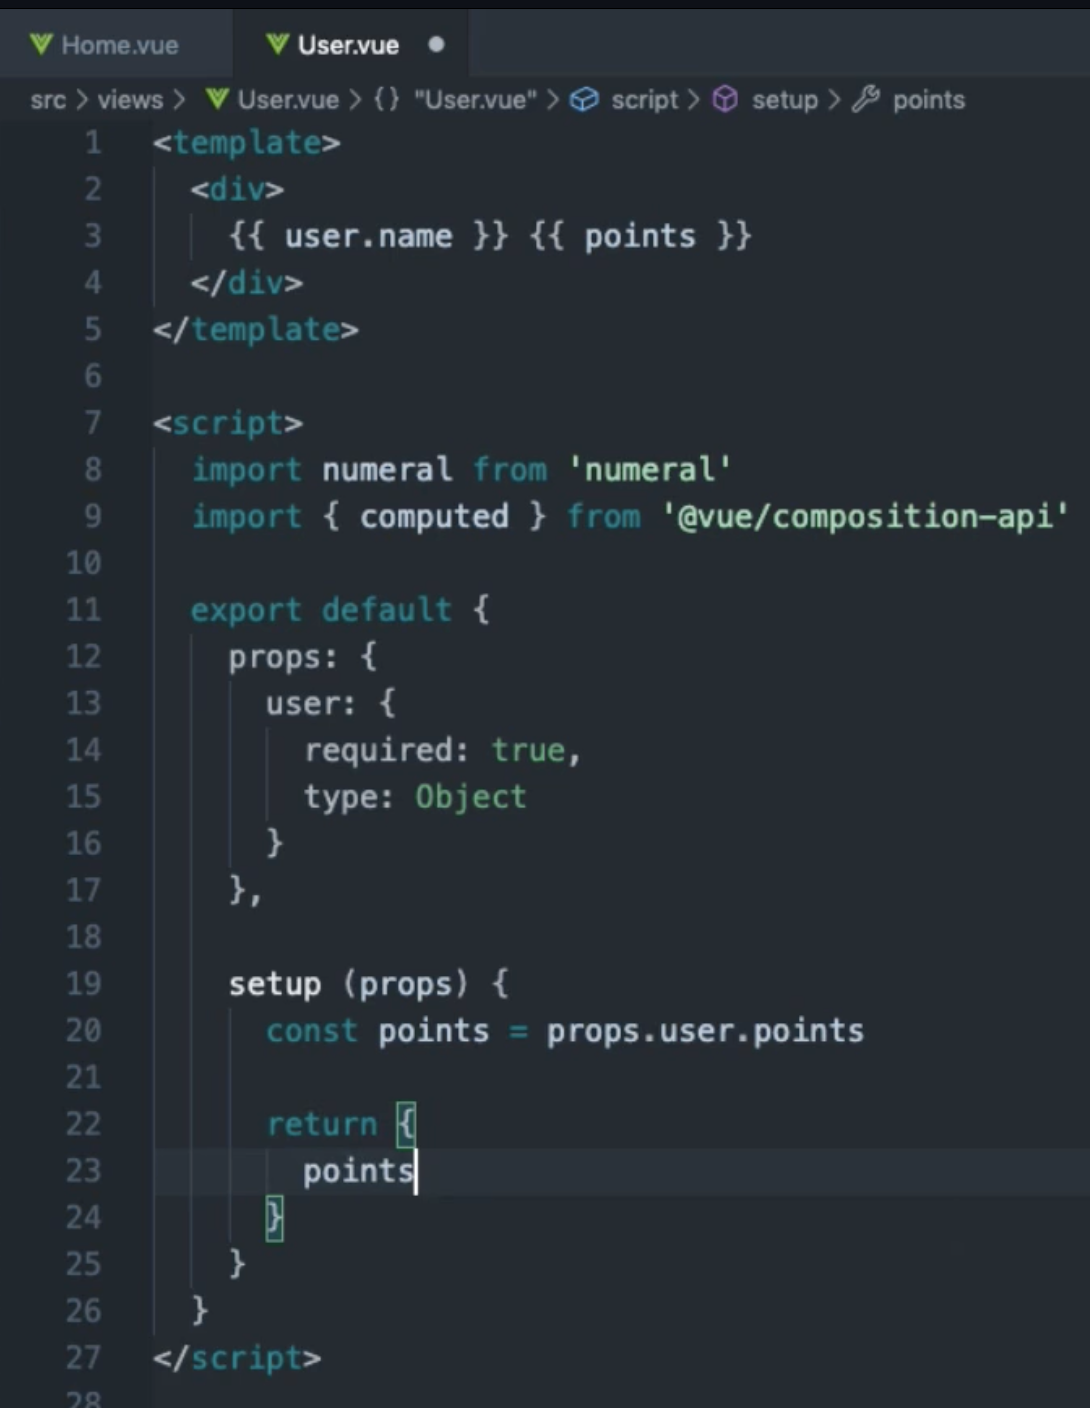 Home.vue User.vue
src > views > User.vue > {} "User.vue" > script > setup > points
1 <template>
2 <div>
3 {{ user.name }} {{ points }}
4 </div>
5 </template>
6
7 <script>
8 import numeral from 'numeral'
9 import { computed } from '@vue/composition-api'
10
11 export default {
12 props: {
13 user: {
14 required: true,
15 type: Object
16 }
17 },
18
19 setup (props) {
20 const points = props.user.points
21
22 return {
23 points
24 }
25 }
26 }
27 </script>
28